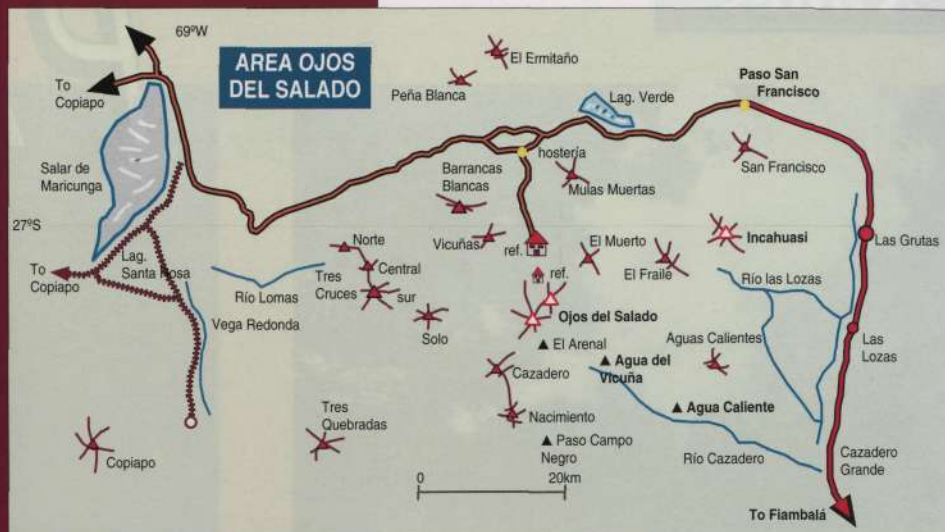 69ºW
AREA OJOS
DEL SALADO
El Ermitaño
Peña Blanca
To
Copiapo
Lag. Verde
Paso San
Francisco
Salar de
Maricunga
hostería
Barrancas
Blancas
Mulas Muertas
San Francisco
27ºS
Norte
Vicuñas
ref.
El Muerto
Incahuasi
Las Grutas
Lag.
Santa Rosa
To
Copiapo
Central
Tres
Cruces
sur
ref.
El Fraile
Río las Lozas
Río Lomas
Vega Redonda
Solo
Ojos del Salado
El Arenal
Aguas Calientes
Las
Lozas
Cazadero
Agua del
Vicuña
Tres
Quebradas
Nacimiento
Agua Caliente
Copiapo
Paso Campo
Negro
Río Cazadero
Cazadero
Grande
0
20km
To Fiambalá